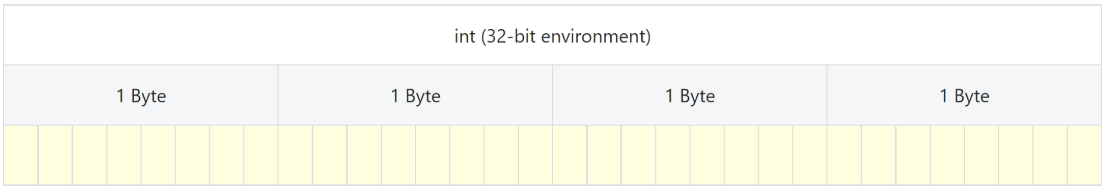 int (32-bit environment)
1 Byte 1 Byte 1 Byte 1 Byte